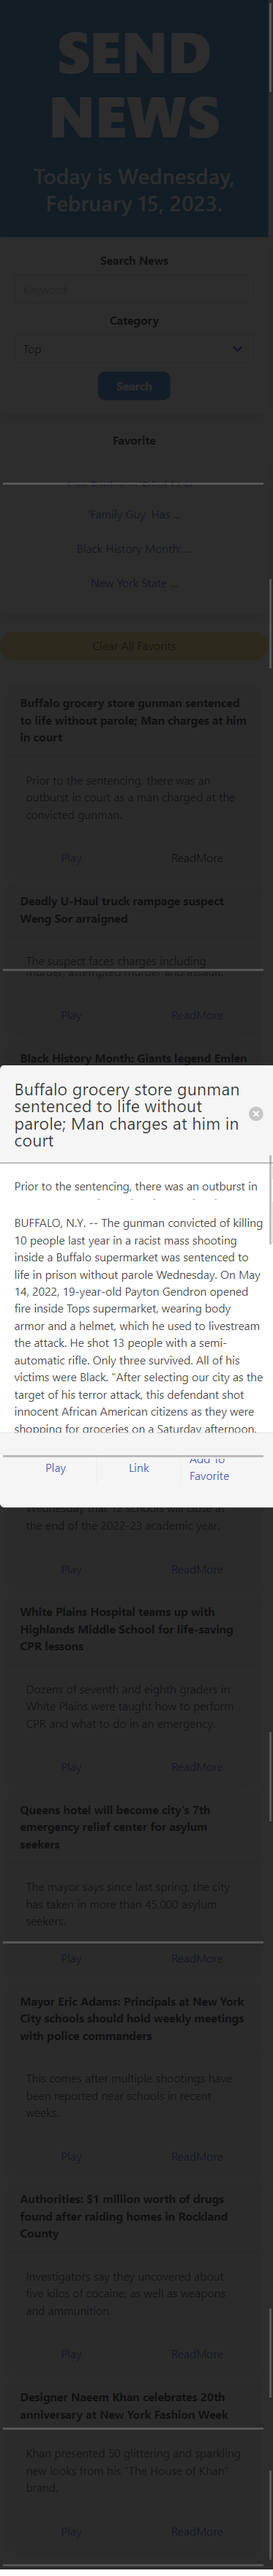 SEND
NEWS
Today is Wednesday,
February 15, 2023.
Search News
Keyword
Category
Top
Search
Favorite
'Family Guy' Has ...
Black History Month: ...
New York State ...
Clear All Favorits
Buffalo grocery store gunman sentenced
to life without parole; Man charges at him
in court
Prior to the sentencing, there was an
outburst in court as a man charged at the
convicted gunman.
Play ReadMore
Deadly U-Haul truck rampage suspect
Weng Sor arraigned
The suspect faces charges including
murder, attempted murder and assault.
Play ReadMore
Black History Month: Giants legend Emlen
Buffalo grocery store gunman
sentenced to life without
parole; Man charges at him in
court
Prior to the sentencing, there was an outburst in
BUFFALO, N.Y. -- The gunman convicted of killing
10 people last year in a racist mass shooting
inside a Buffalo supermarket was sentenced to
life in prison without parole Wednesday. On May
14, 2022, 19-year-old Payton Gendron opened
fire inside Tops supermarket, wearing body
armor and a helmet, which he used to livestream
the attack. He shot 13 people with a semi-
automatic rifle. Only three survived. All of his
victims were Black. "After selecting our city as the
target of his terror attack, this defendant shot
innocent African American citizens as they were
shopping for groceries on a Saturday afternoon.
Play Link Add To
Favorite
Wednesday that 12 schools will close at
the end of the 2022-23 academic year.
Play ReadMore
White Plains Hospital teams up with
Highlands Middle School for life-saving
CPR lessons
Dozens of seventh and eighth graders in
White Plains were taught how to perform
CPR and what to do in an emergency.
Play ReadMore
Queens hotel will become city's 7th
emergency relief center for asylum
seekers
The mayor says since last spring, the city
has taken in more than 45,000 asylum
seekers.
Play ReadMore
Mayor Eric Adams: Principals at New York
City schools should hold weekly meetings
with police commanders
This comes after multiple shootings have
been reported near schools in recent
weeks.
Play ReadMore
Authorities: $1 million worth of drugs
found after raiding homes in Rockland
County
Investigators say they uncovered about
five kilos of cocaine, as well as weapons
and ammunition.
Play ReadMore
Designer Naeem Khan celebrates 20th
anniversary at New York Fashion Week
Khan presented 50 glittering and sparkling
new looks from his "The House of Khan"
brand.
Play ReadMore